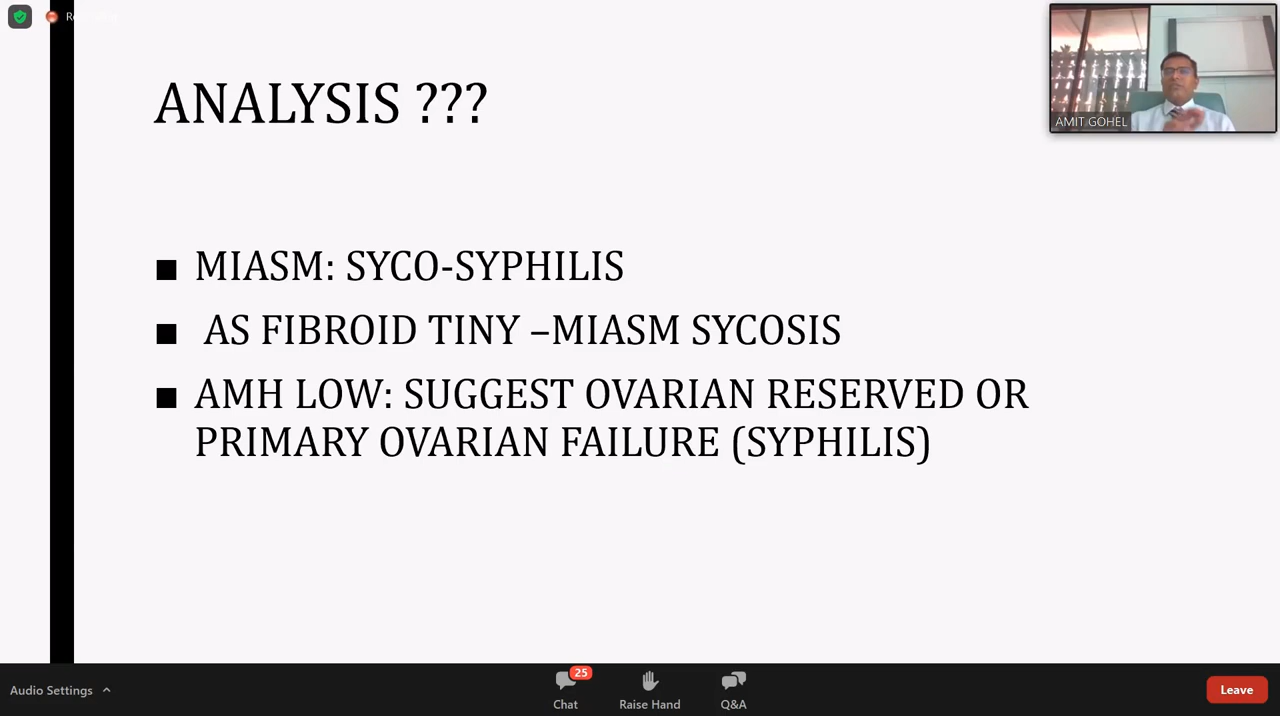 ANALYSIS ???
AMIT GOHEL
■ MIASM: SYCO-SYPHILIS
■ AS FIBROID TINY –MIASM SYCOSIS
■ AMH LOW: SUGGEST OVARIAN RESERVED OR
PRIMARY OVARIAN FAILURE (SYPHILIS)
Audio Settings
25
Chat
Raise Hand
Q&A
Leave